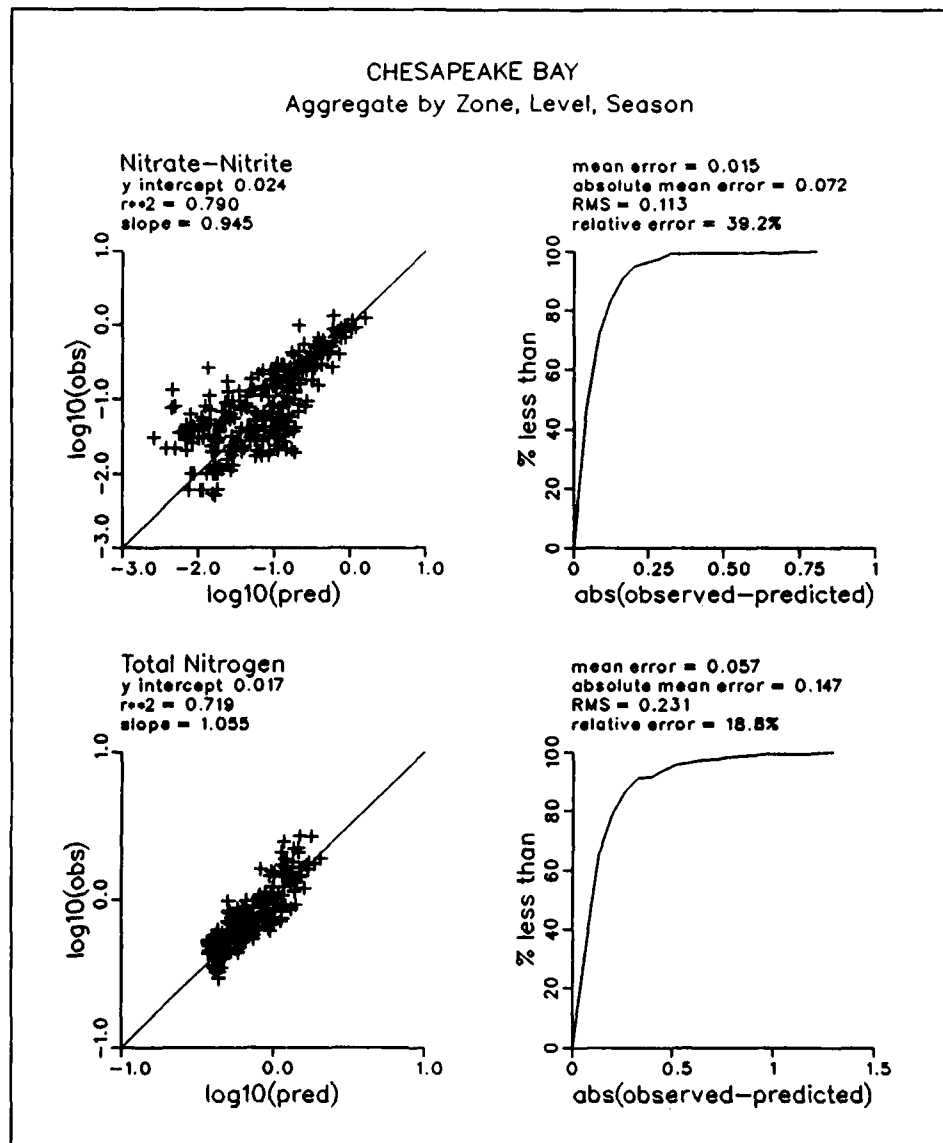 CHESAPEAKE BAY
Aggregate by Zone, Level, Season
Nitrate-Nitrite
y intercept 0.024
r**2 = 0.790
slope = 0.945
1.0
0.0
-1.0
-2.0
-3.0
log10(obs)
-3.0 -2.0 -1.0 0.0 1.0
log10(pred)
mean error = 0.015
absolute mean error = 0.072
RMS = 0.113
relative error = 39.2%
100
80
60
40
20
0
% less than
0 0.25 0.50 0.75 1
abs(observed-predicted)
Total Nitrogen
y intercept 0.017
r**2 = 0.719
slope = 1.055
1.0
0.0
-1.0
log10(obs)
-1.0 0.0 1.0
log10(pred)
mean error = 0.057
absolute mean error = 0.147
RMS = 0.231
relative error = 18.8%
100
80
60
40
20
0
% less than
0 0.5 1 1.5
abs(observed-predicted)